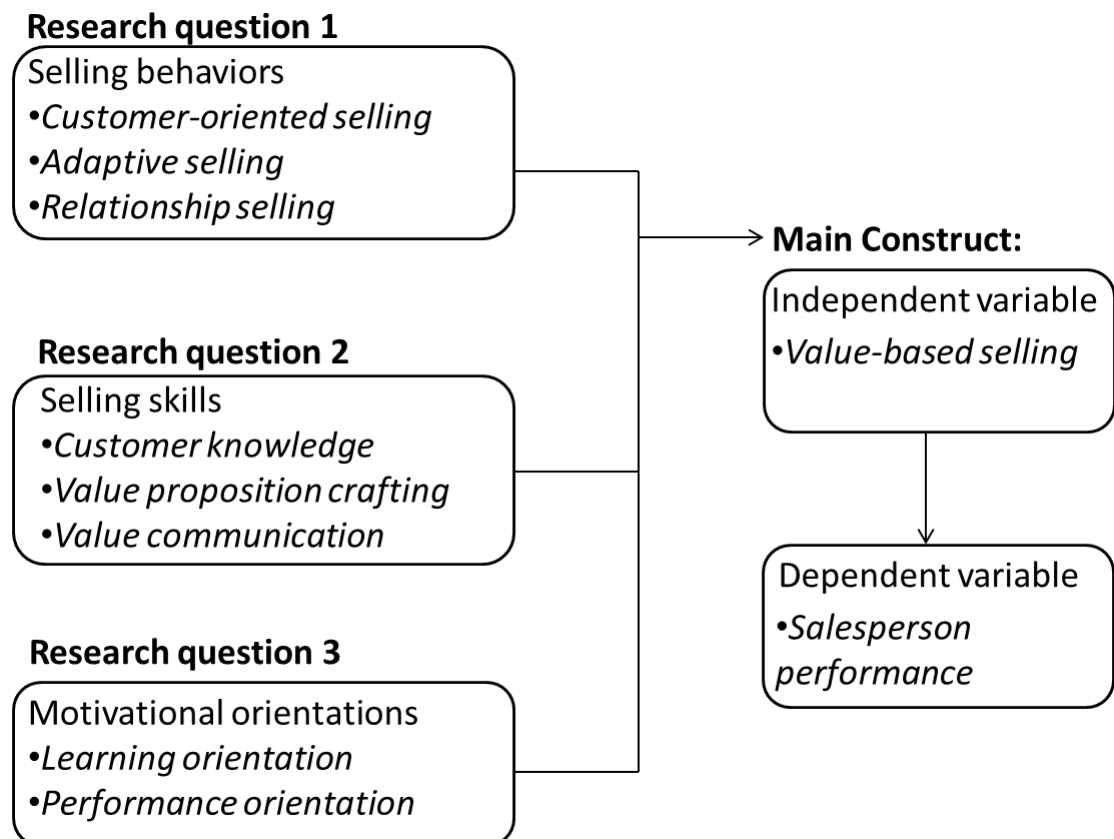 Research question 1
Selling behaviors
•Customer-oriented selling
•Adaptive selling
•Relationship selling
Research question 2
Selling skills
•Customer knowledge
•Value proposition crafting
•Value communication
Research question 3
Motivational orientations
•Learning orientation
•Performance orientation
Main Construct:
Independent variable
•Value-based selling
Dependent variable
•Salesperson
performance